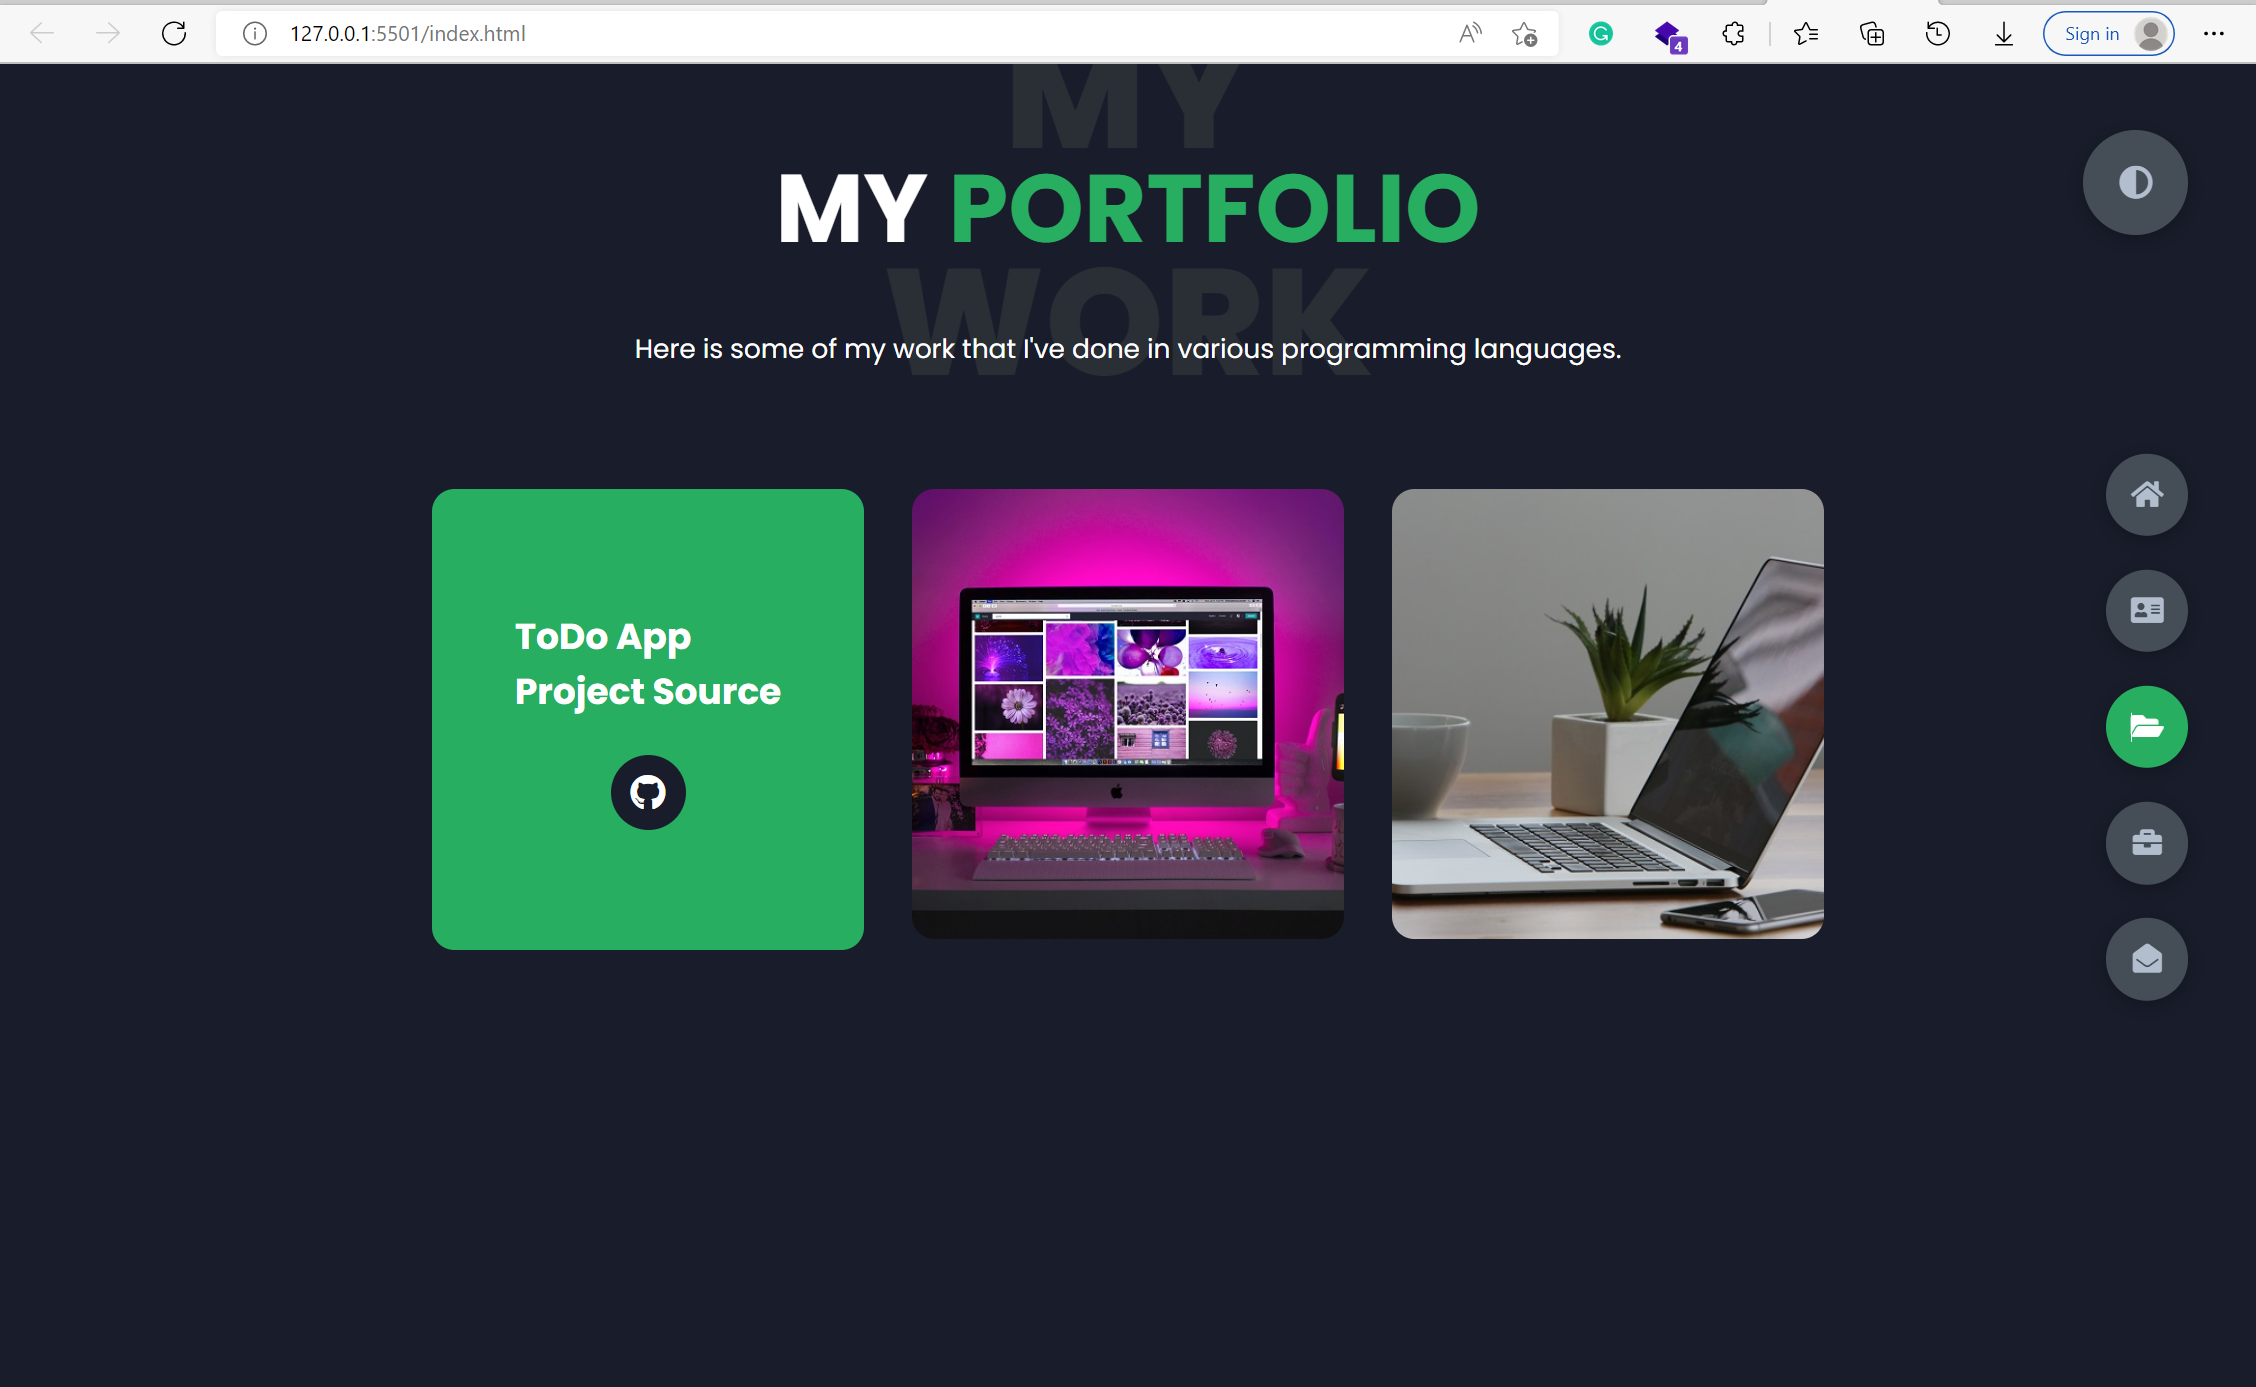 127.0.0.1:5501/index.html
4
Sign in
MY
MY PORTFOLIO
WORK
Here is some of my work that I've done in various programming languages.
ToDo App
Project Source